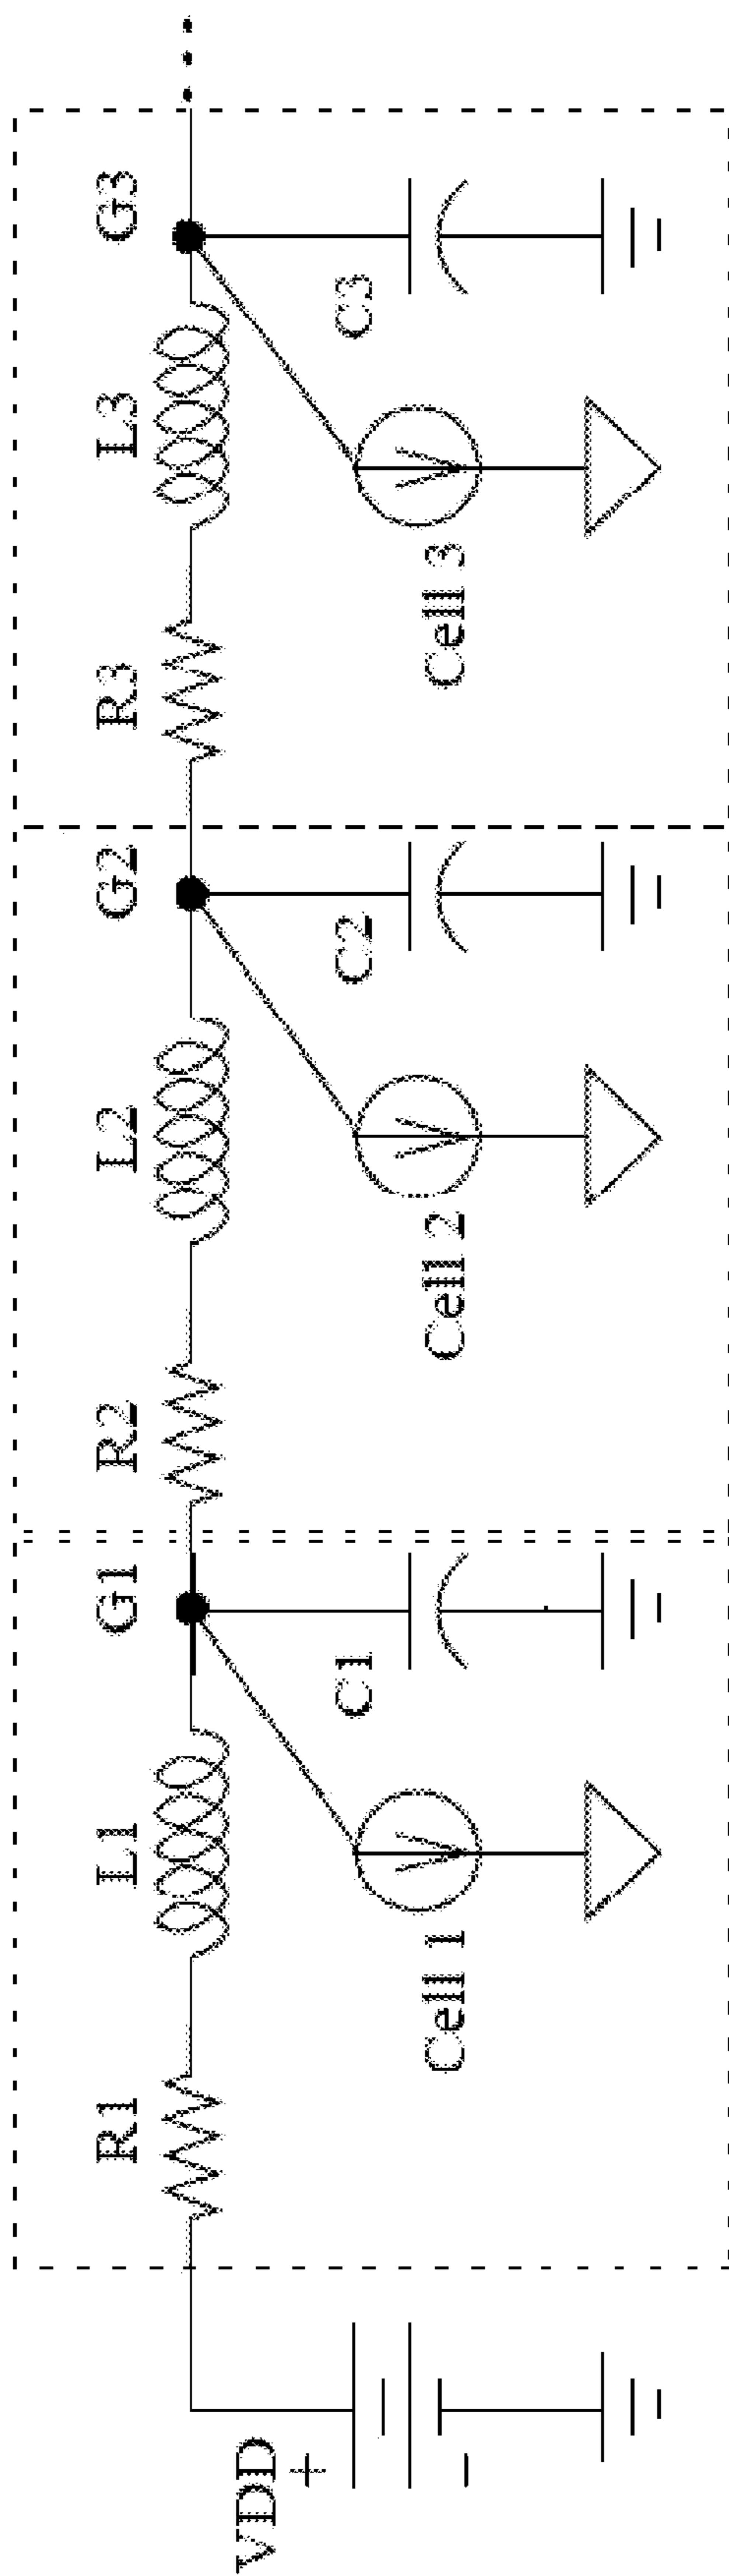 VDD
+
-
R1
L1
G1
Cell 1
C1
R2
L2
G2
Cell 2
C2
R3
L3
G3
Cell 3
C3